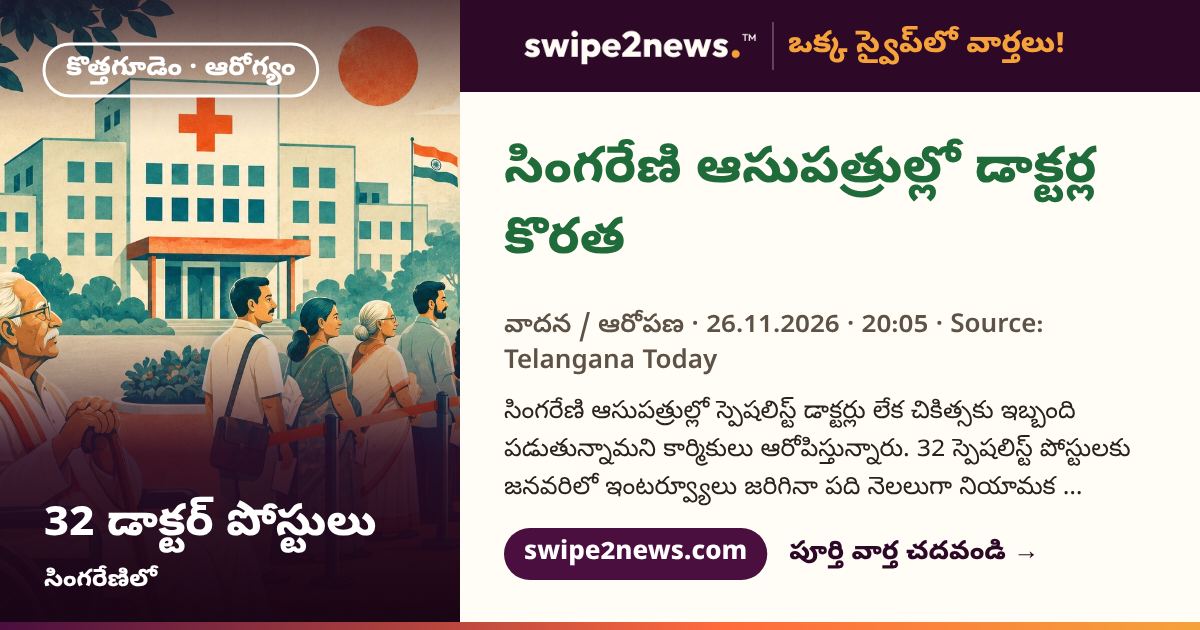 కొత్తగూడెం · ఆరోగ్యం
32 డాక్టర్ పోస్టులు
సింగరేణిలో
swipe2news.™ ఒక్క స్వైప్‌లో వార్తలు!
సింగరేణి ఆసుపత్రుల్లో డాక్టర్ల
కొరత
వాదన / ఆరోపణ · 26.11.2026 · 20:05 · Source:
Telangana Today
సింగరేణి ఆసుపత్రుల్లో స్పెషలిస్ట్ డాక్టర్లు లేక చికిత్సకు ఇబ్బంది
పడుతున్నామని కార్మికులు ఆరోపిస్తున్నారు. 32 స్పెషలిస్ట్ పోస్టులకు
జనవరిలో ఇంటర్వ్యూలు జరిగినా పది నెలలుగా నియామక ...
swipe2news.com పూర్తి వార్త చదవండి →